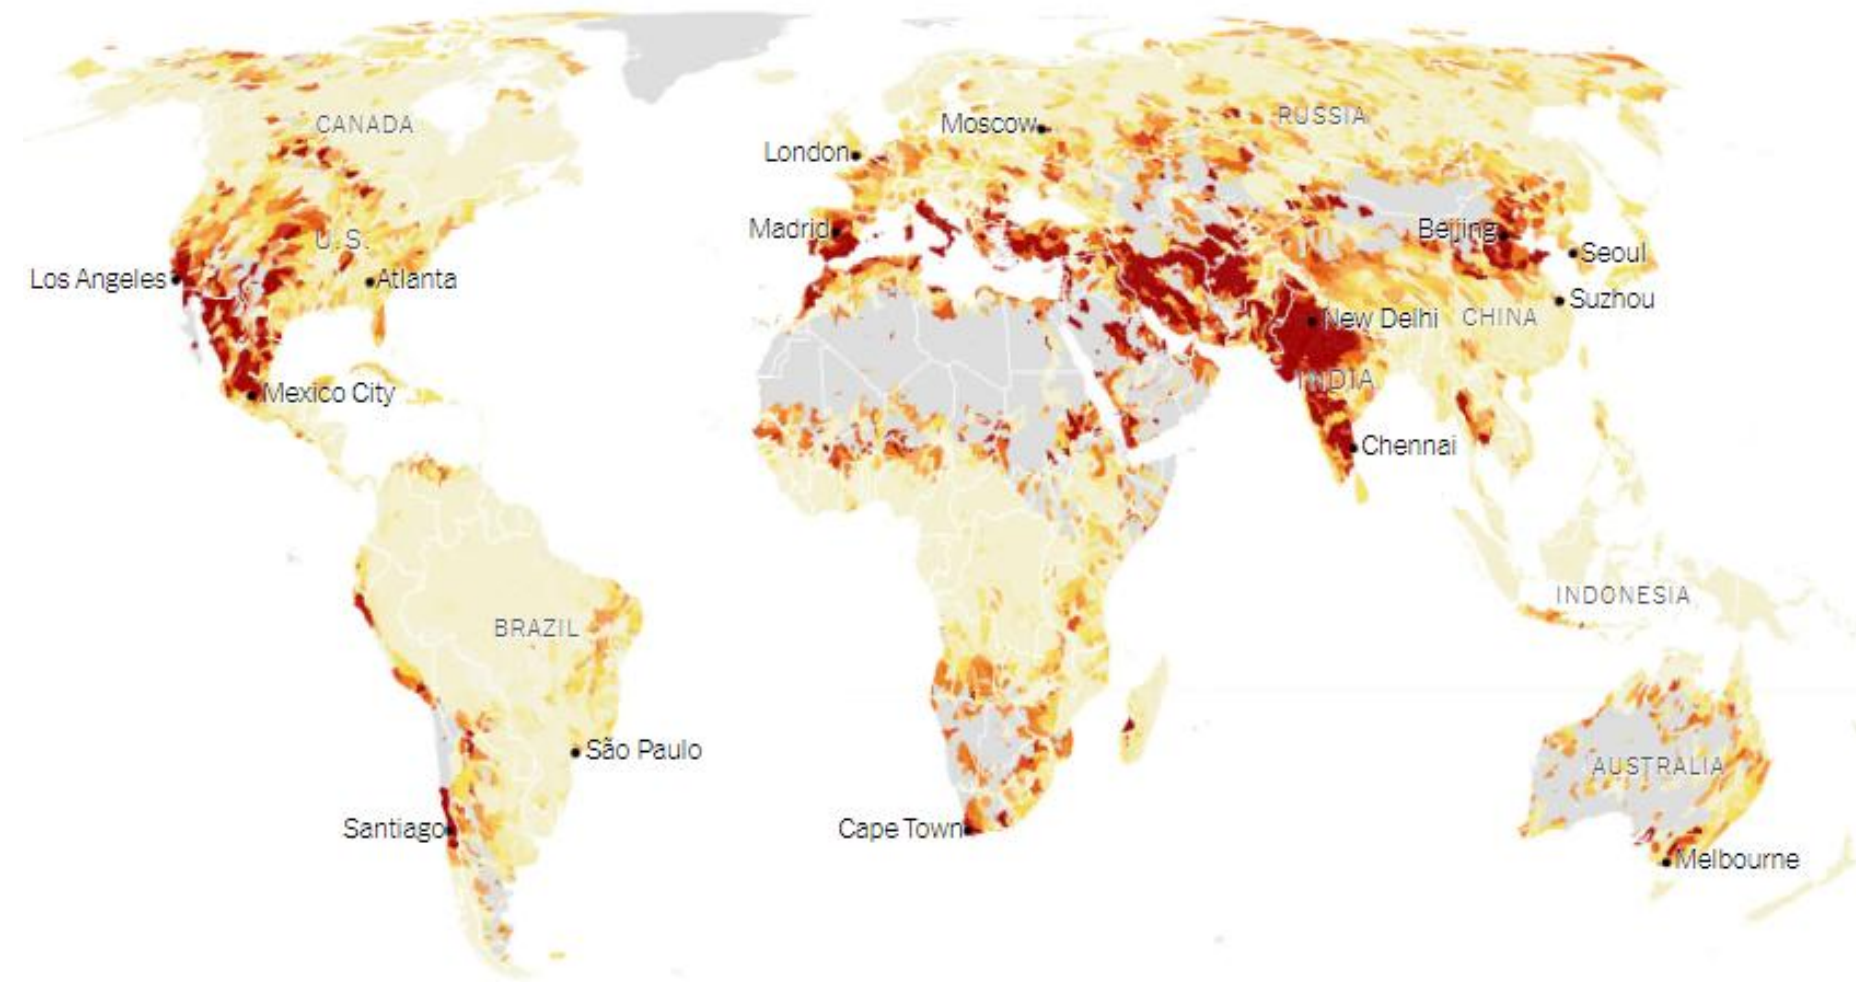 CANADA
RUSSIA
Moscow
London
Madrid
Beijing
U.S.
Seoul
Los Angeles
Atlanta
Suzhou
New Delhi
CHINA
INDIA
Mexico City
Chennai
INDONESIA
BRAZIL
São Paulo
AUSTRALIA
Santiago
Cape Town
Melbourne